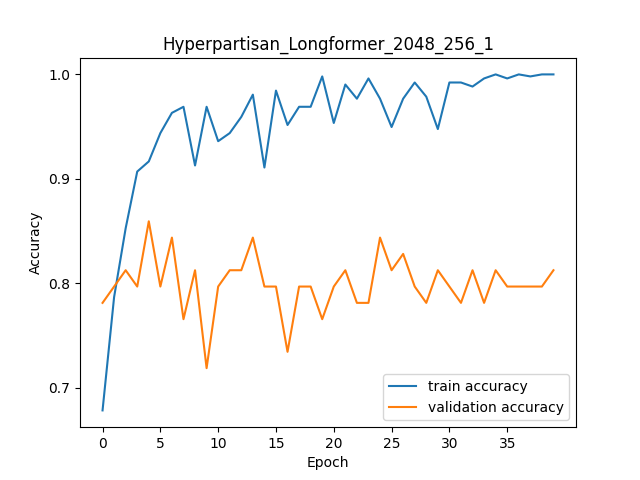 Hyperpartisan_Longformer_2048_256_1
1.0
0.9
0.8
0.7
Accuracy
train accuracy
validation accuracy
0 5 10 15 20 25 30 35
Epoch